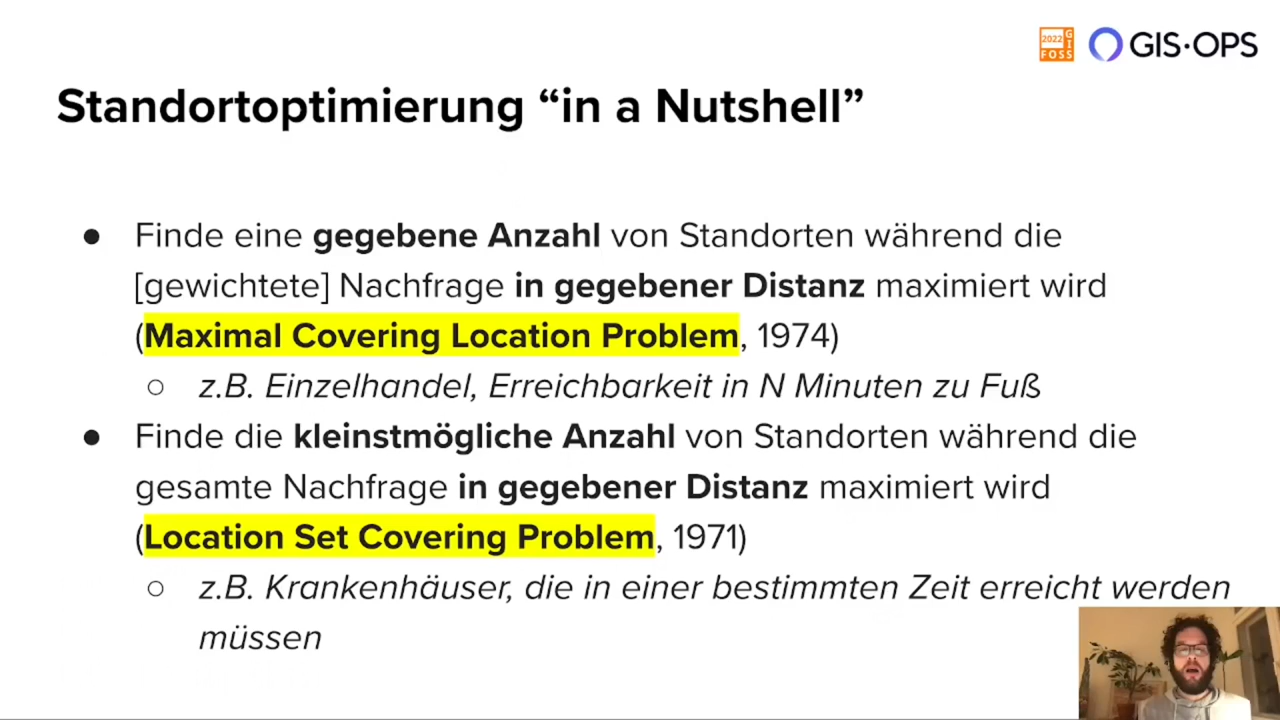 2022 GI
FOSS
GIS·OPS
Standortoptimierung “in a Nutshell”
● Finde eine gegebene Anzahl von Standorten während die
[gewichtete] Nachfrage in gegebener Distanz maximiert wird
(Maximal Covering Location Problem, 1974)
○ z.B. Einzelhandel, Erreichbarkeit in N Minuten zu Fuß
● Finde die kleinstmögliche Anzahl von Standorten während die
gesamte Nachfrage in gegebener Distanz maximiert wird
(Location Set Covering Problem, 1971)
○ z.B. Krankenhäuser, die in einer bestimmten Zeit erreicht werden
müssen